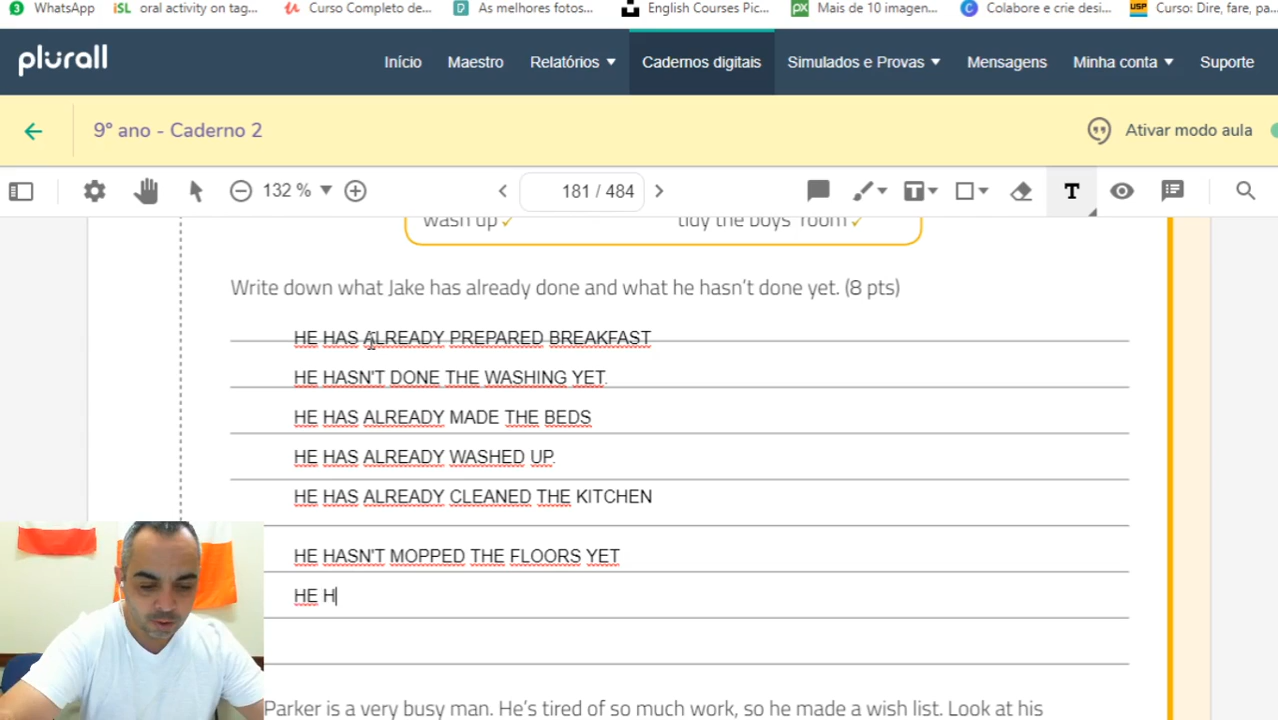 WhatsApp oral activity on tag... Curso Completo de... As melhores fotos... English Courses Pic... Mais de 10 imagen... Colabore e crie desi... Curso: Dire, fare, pa...
plurall Início Maestro Relatórios Cadernos digitais Simulados e Provas Mensagens Minha conta Suporte
9º ano - Caderno 2 Ativar modo aula
132 % 181 / 484
wash up ✓ tidy the boys' room ✓
Write down what Jake has already done and what he hasn't done yet. (8 pts)
HE HAS ALREADY PREPARED BREAKFAST
HE HASN'T DONE THE WASHING YET.
HE HAS ALREADY MADE THE BEDS
HE HAS ALREADY WASHED UP.
HE HAS ALREADY CLEANED THE KITCHEN
HE HASN'T MOPPED THE FLOORS YET
HE H
Parker is a very busy man. He's tired of so much work, so he made a wish list. Look at his